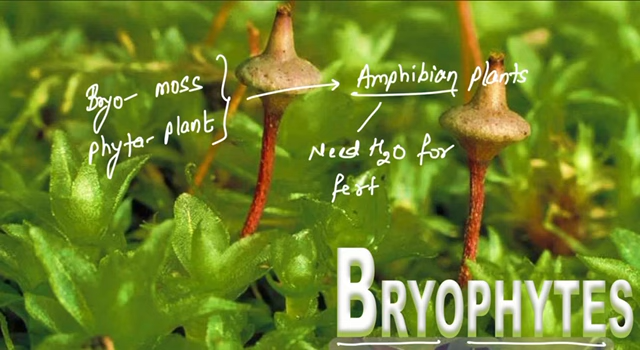 Bryo- moss
phyta- plant
Amphibian plants
Need H₂O for
fert
BRYOPHYTES